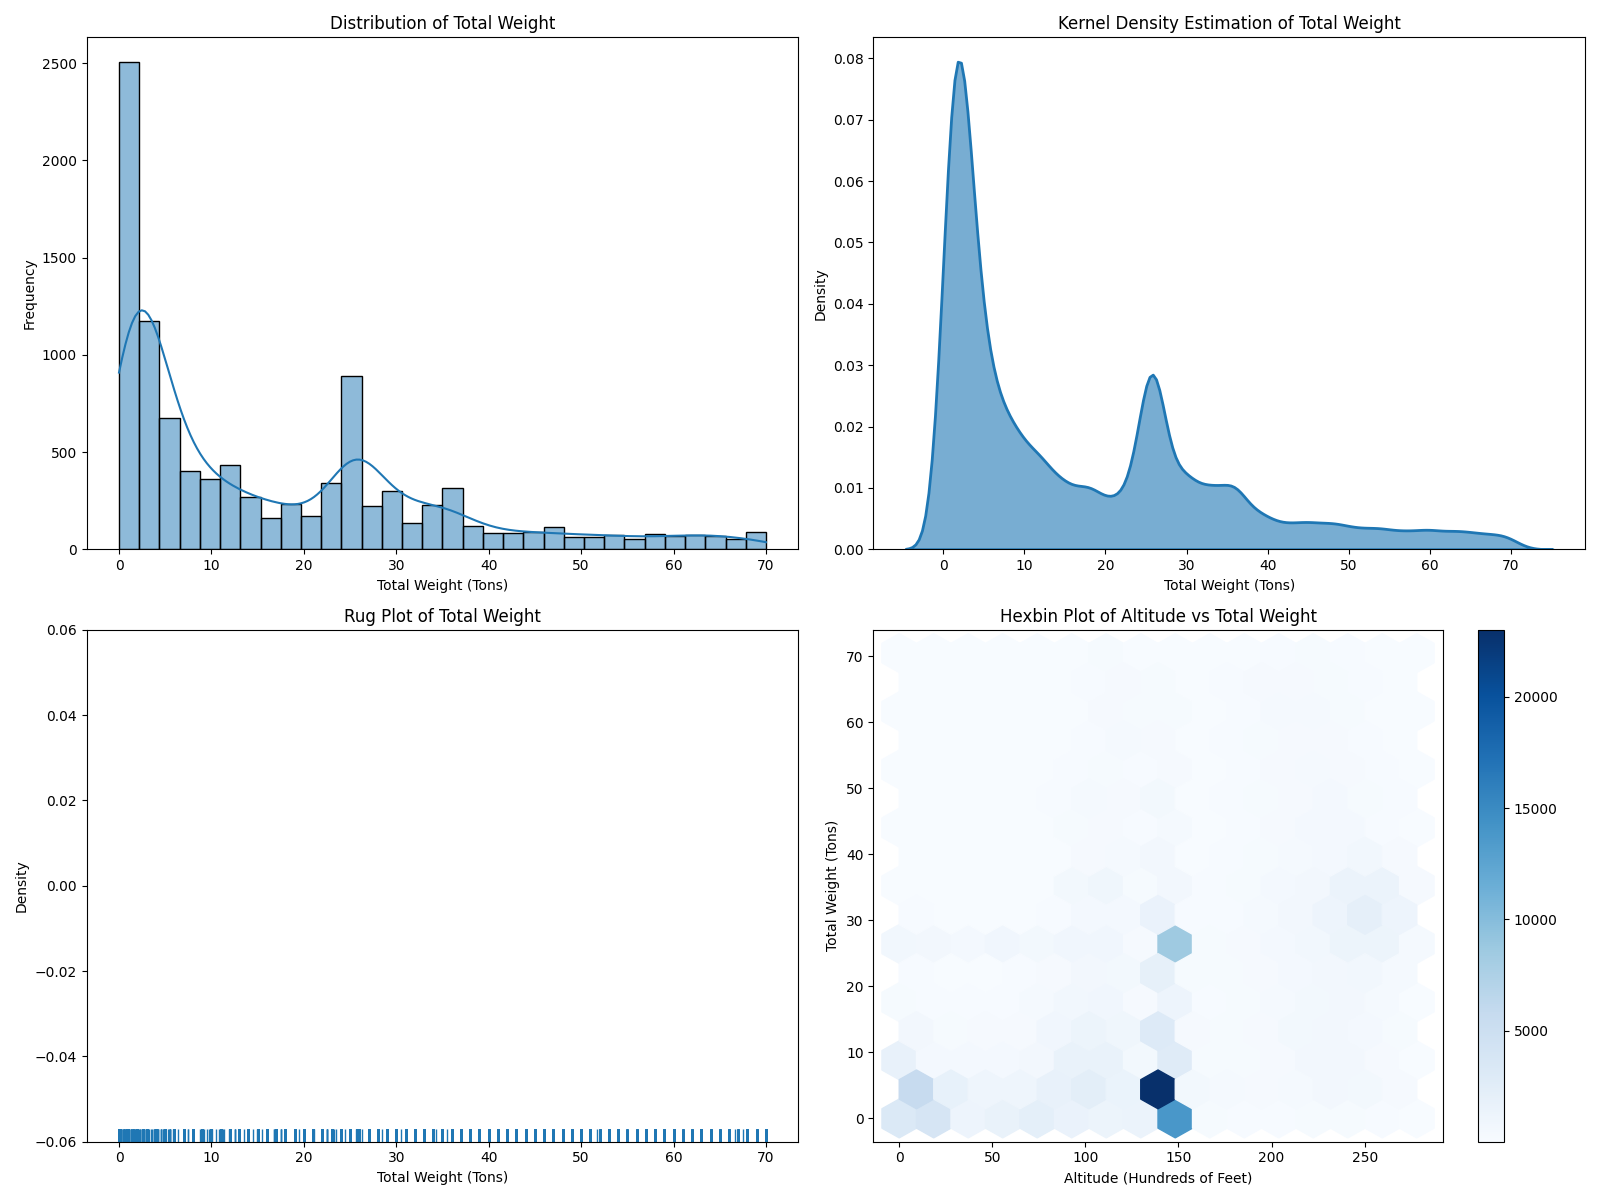 Distribution of Total Weight
2500
2000
1500
1000
500
0
Frequency
0 10 20 30 40 50 60 70
Total Weight (Tons)
Kernel Density Estimation of Total Weight
0.08
0.07
0.06
0.05
0.04
0.03
0.02
0.01
0.00
Density
0 10 20 30 40 50 60 70
Total Weight (Tons)
Rug Plot of Total Weight
0.06
0.04
0.02
0.00
−0.02
−0.04
−0.06
Density
0 10 20 30 40 50 60 70
Total Weight (Tons)
Hexbin Plot of Altitude vs Total Weight
70
60
50
40
30
20
10
0
Total Weight (Tons)
0 50 100 150 200 250
Altitude (Hundreds of Feet)
20000
15000
10000
5000